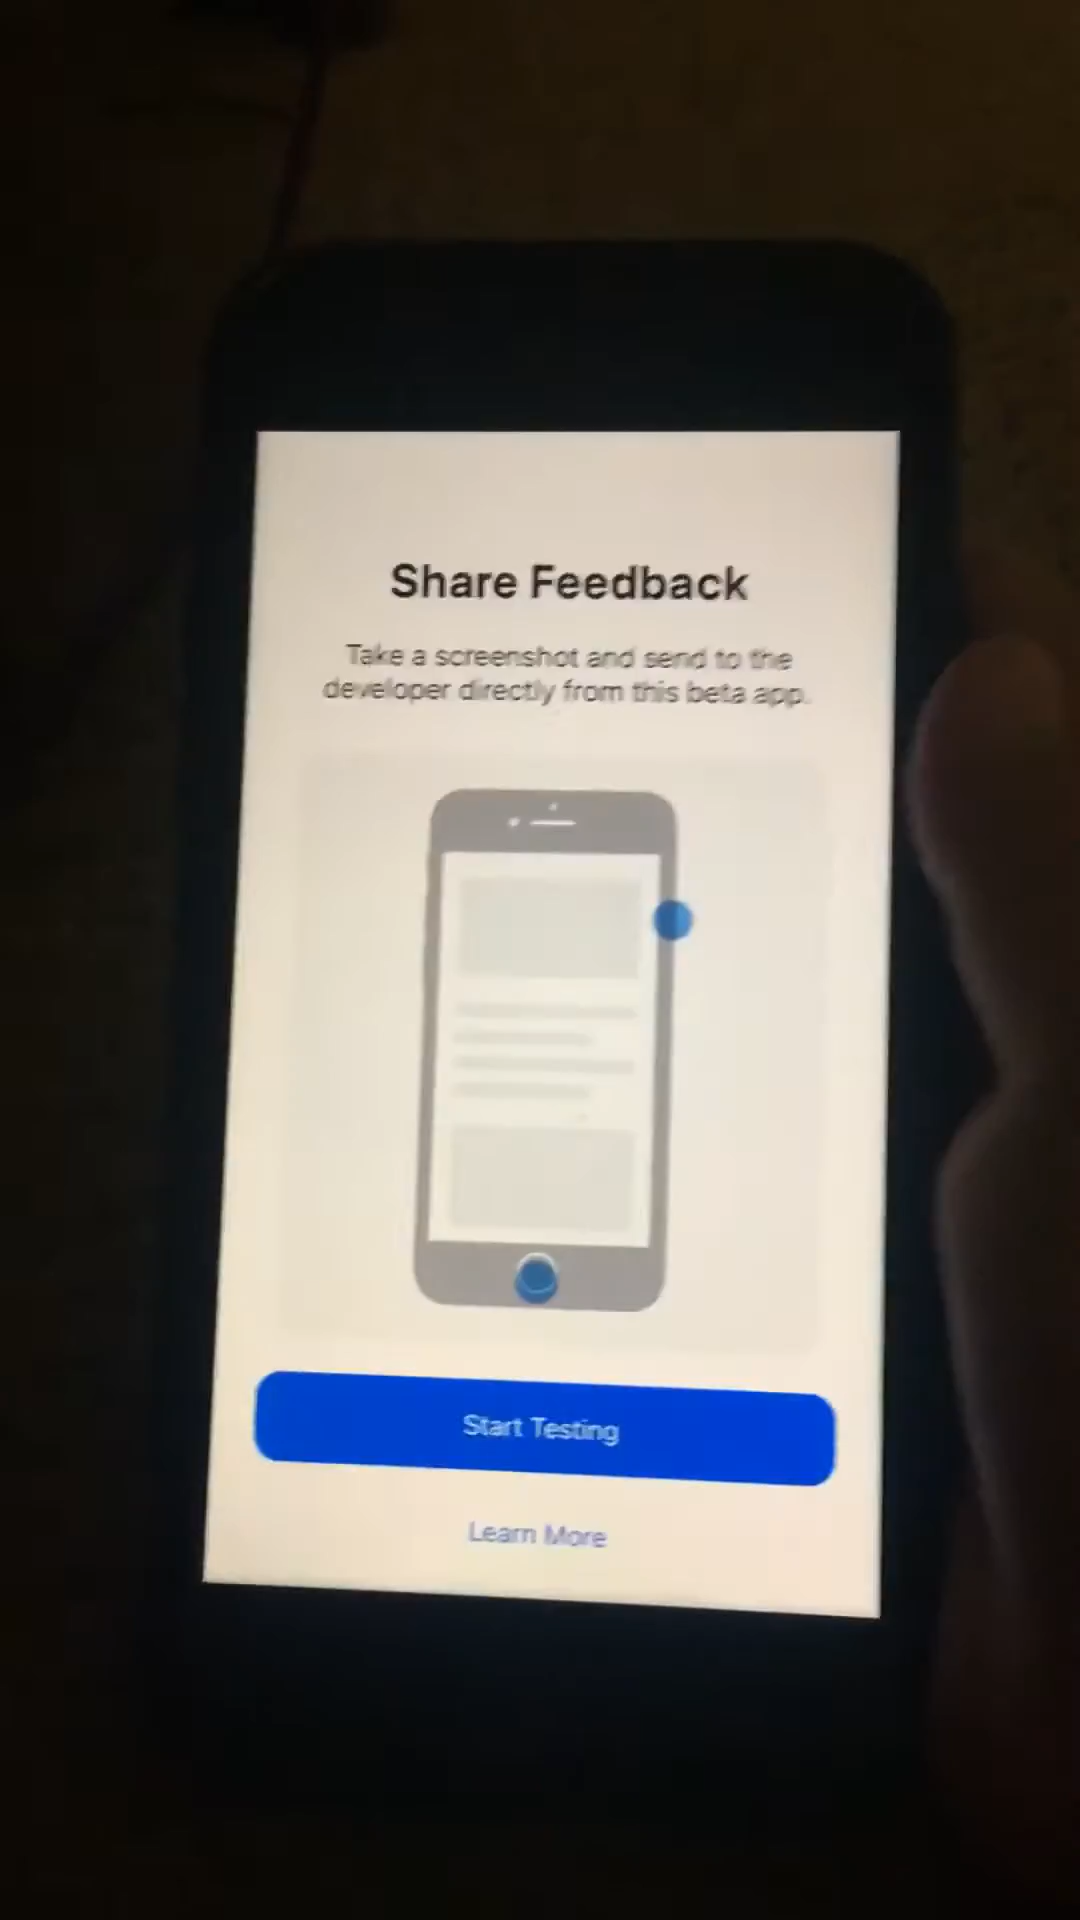 Share Feedback
Take a screenshot and send to the
developer directly from this beta app.
Start Testing
Learn More